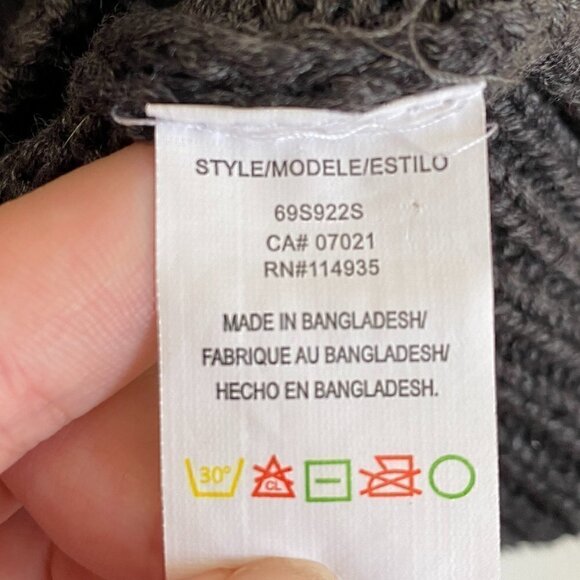 STYLE/MODELE/ESTILO
69S922S
CA# 07021
RN#114935
MADE IN BANGLADESH/
FABRIQUE AU BANGLADESH/
HECHO EN BANGLADESH.
30° CL